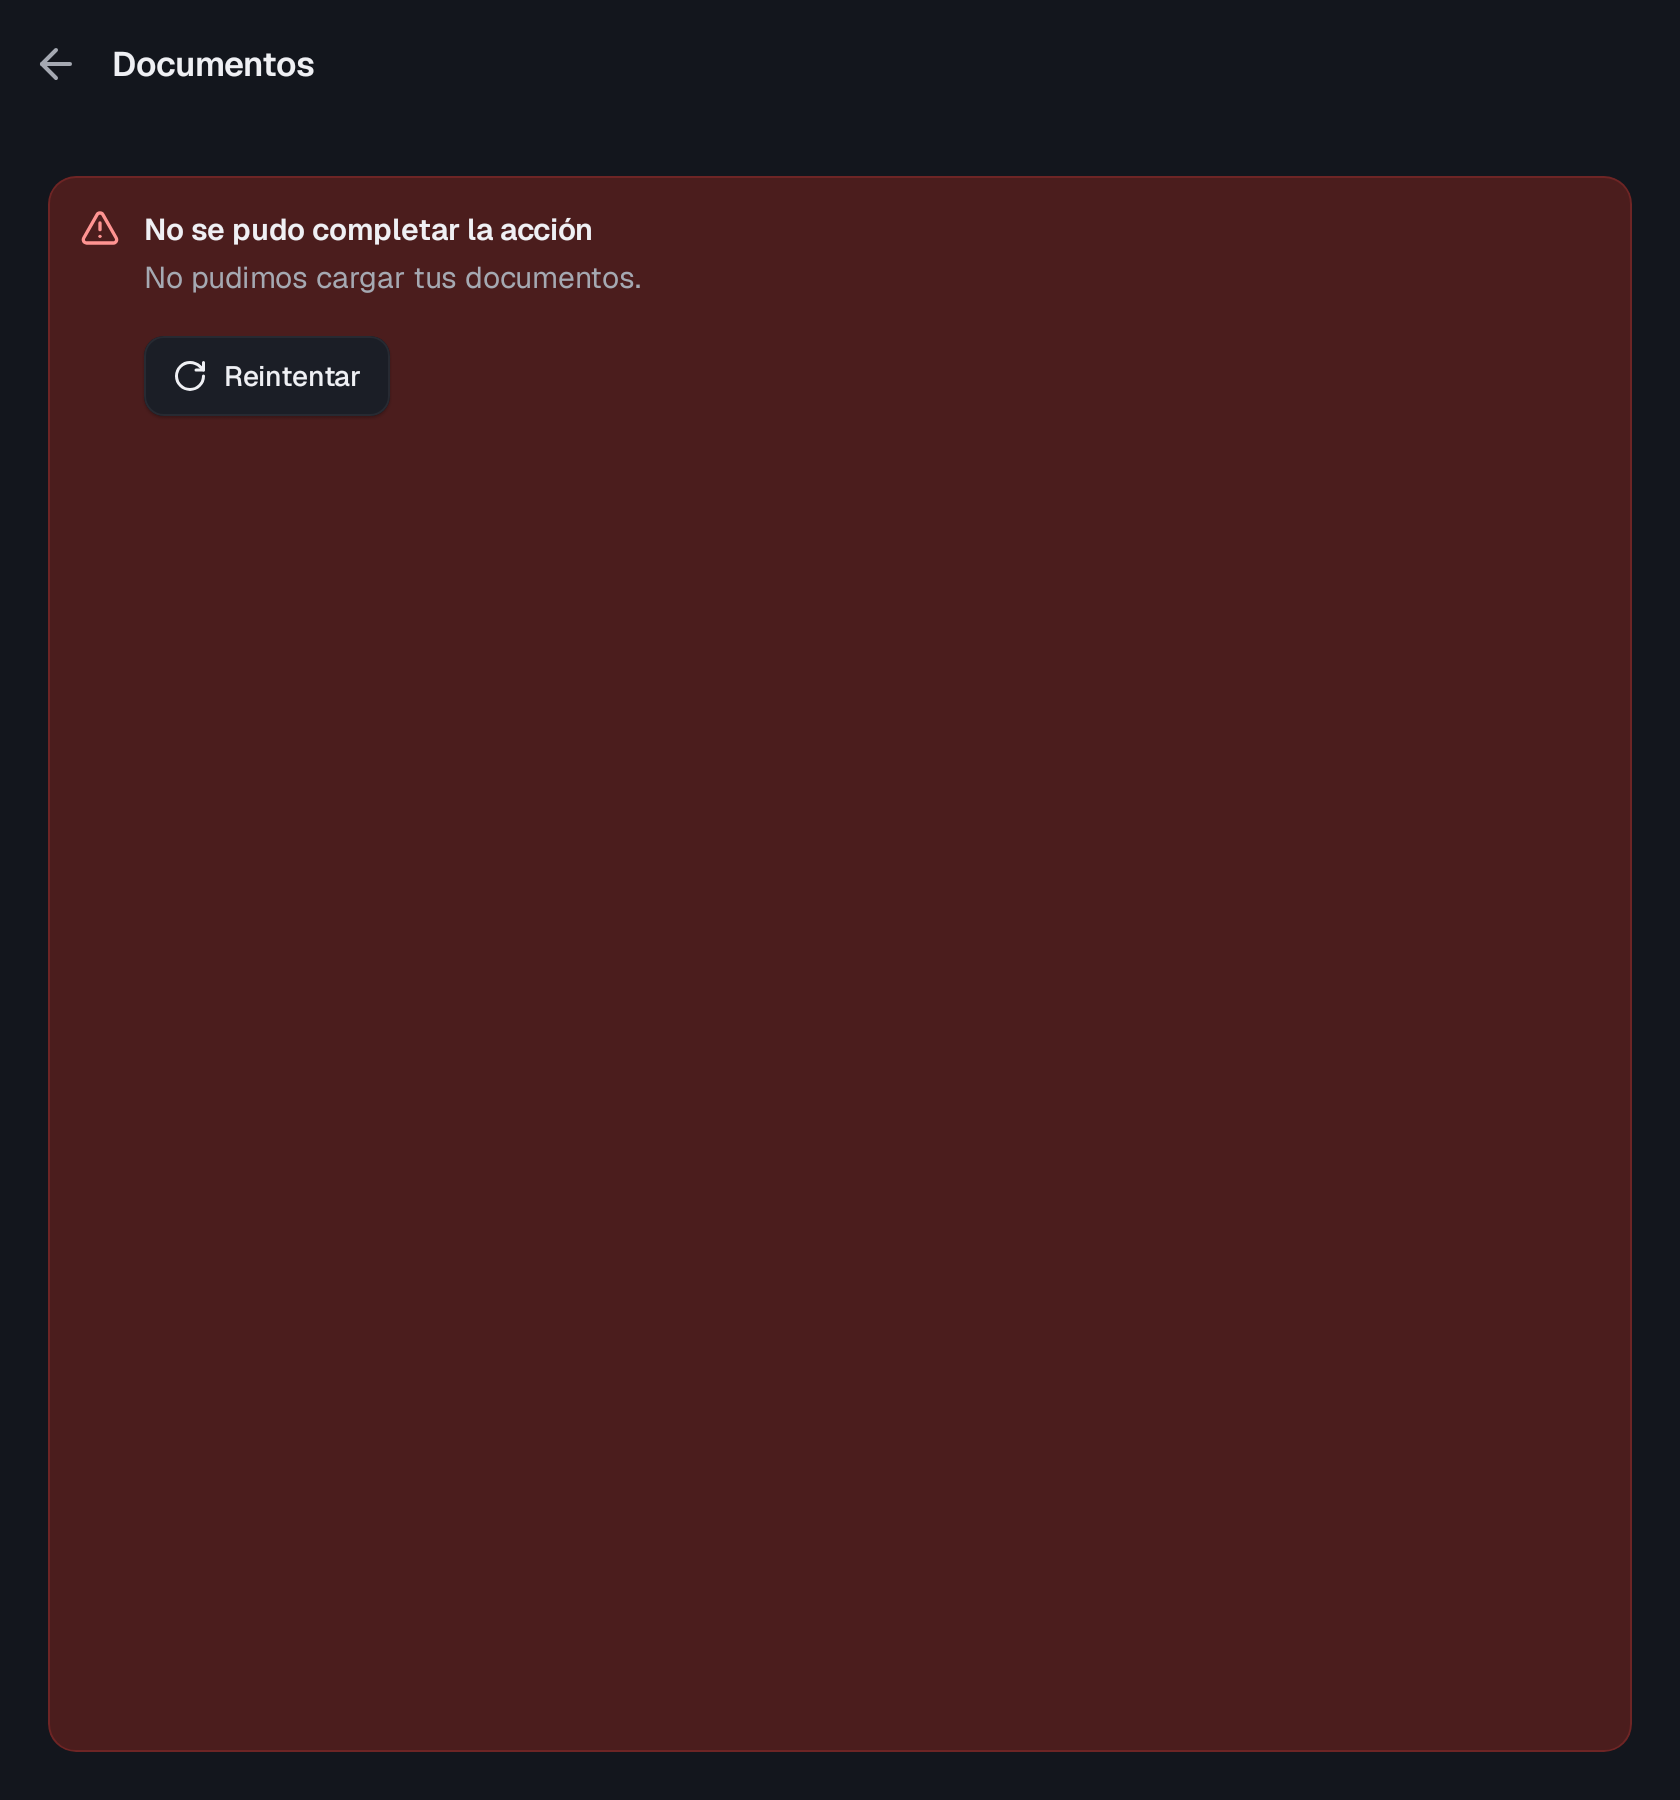 Documentos
No se pudo completar la acción
No pudimos cargar tus documentos.
Reintentar